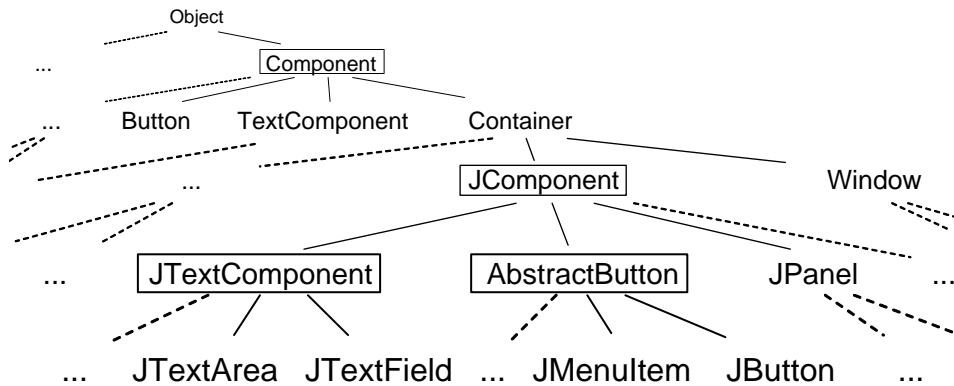 Object
... Component
... Button TextComponent Container
... JComponent Window
... JTextComponent AbstractButton JPanel ...
... JTextArea JTextField ... JMenuItem JButton ...